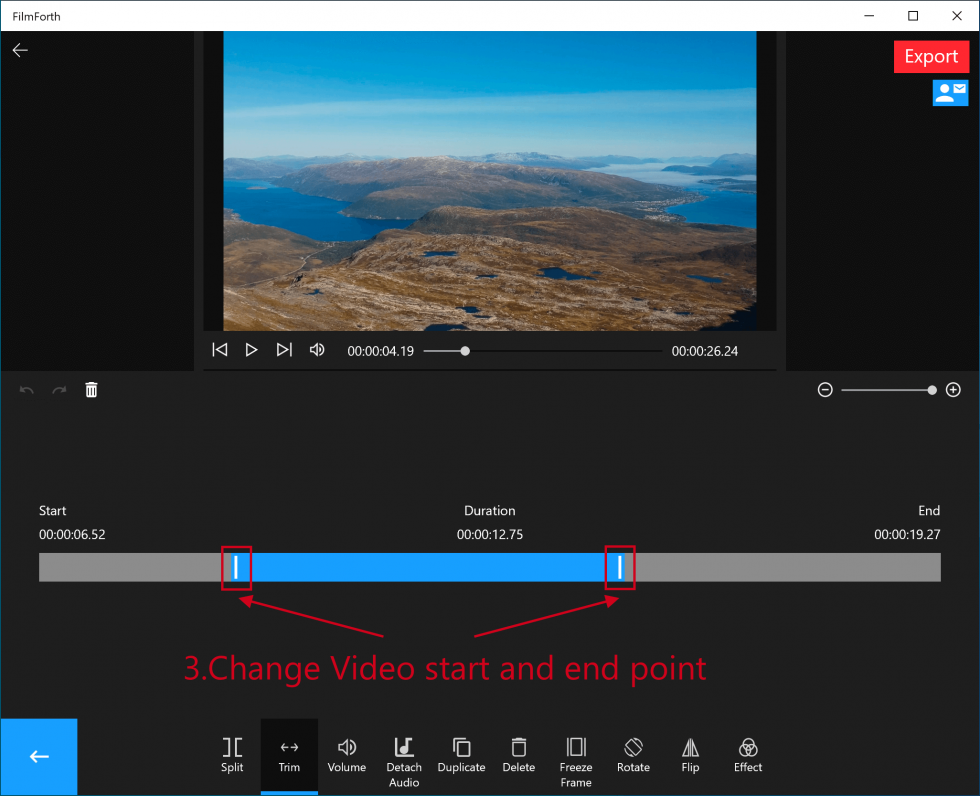 FilmForth
Export
00:00:04.19
00:00:26.24
Start
Duration
End
00:00:06.52
00:00:12.75
00:00:19.27
3.Change Video start and end point
Split
Trim
Volume
Detach
Audio
Duplicate
Delete
Freeze
Frame
Rotate
Flip
Effect